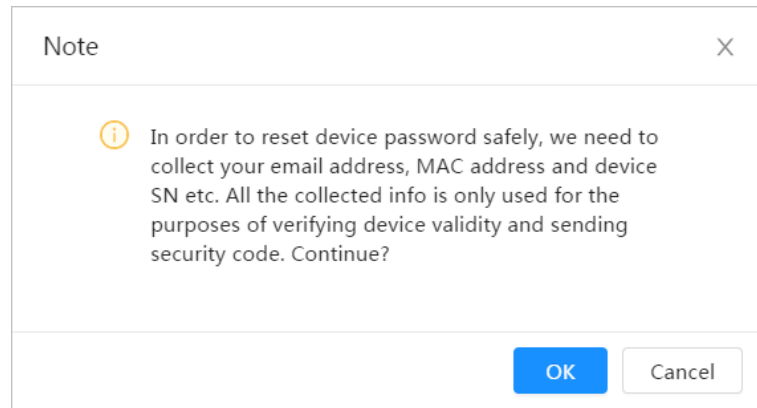 Note
In order to reset device password safely, we need to
collect your email address, MAC address and device
SN etc. All the collected info is only used for the
purposes of verifying device validity and sending
security code. Continue?
OK Cancel